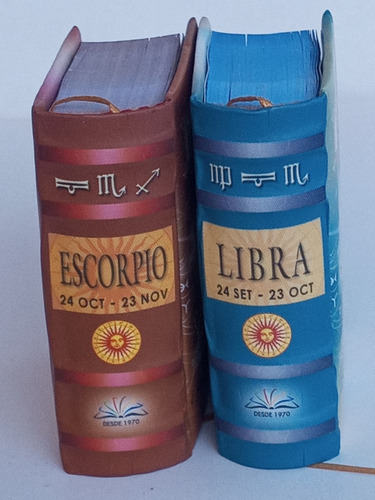 ♎ ♏ ♐
ESCORPIO
24 OCT - 23 NOV
DESDE 1970
♍ ♎ ♏
LIBRA
24 SET - 23 OCT
DESDE 1970